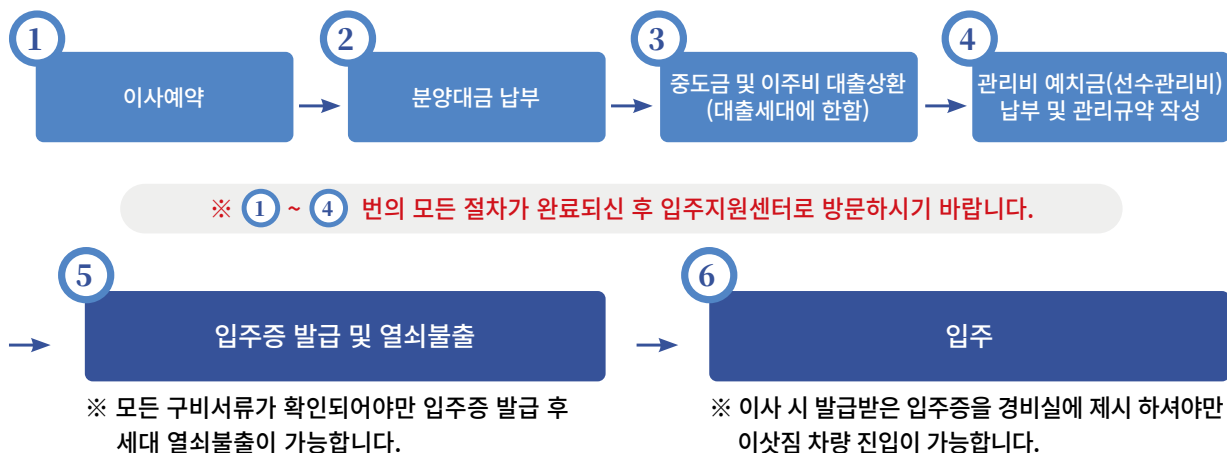 1
이사예약
2
분양대금 납부
3
중도금 및 이주비 대출상환
(대출세대에 한함)
4
관리비 예치금(선수관리비)
납부 및 관리규약 작성
※ 1 ~ 4 번의 모든 절차가 완료되신 후 입주지원센터로 방문하시기 바랍니다.
5
입주증 발급 및 열쇠불출
※ 모든 구비서류가 확인되어야만 입주증 발급 후
세대 열쇠불출이 가능합니다.
6
입주
※ 이사 시 발급받은 입주증을 경비실에 제시 하셔야만
이삿짐 차량 진입이 가능합니다.